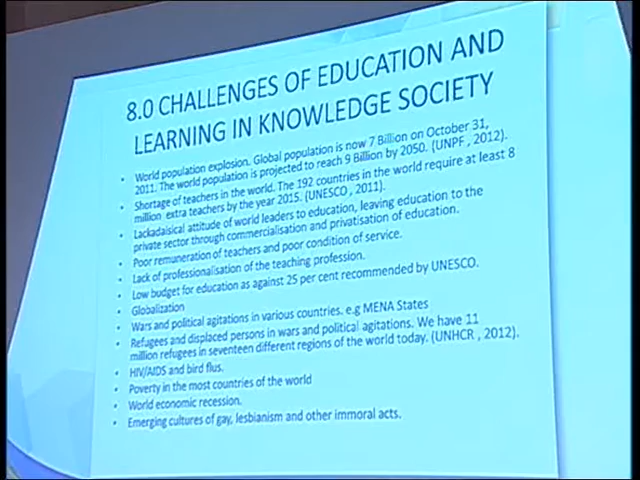 8.0 CHALLENGES OF EDUCATION AND
LEARNING IN KNOWLEDGE SOCIETY
• World population explosion. Global population is now 7 Billion on October 31,
2011. The world population is projected to reach 9 Billion by 2050. (UNPF , 2012).
• Shortage of teachers in the world. The 192 countries in the world require at least 8
million extra teachers by the year 2015. (UNESCO , 2011).
• Lackadaisical attitude of world leaders to education, leaving education to the
private sector through commercialisation and privatisation of education.
• Poor remuneration of teachers and poor condition of service.
• Lack of professionalisation of the teaching profession.
• Low budget for education as against 25 per cent recommended by UNESCO.
• Globalization
• Wars and political agitations in various countries. e.g MENA States
• Refugees and displaced persons in wars and political agitations. We have 11
million refugees in seventeen different regions of the world today. (UNHCR , 2012).
• HIV/AIDS and bird flus.
• Poverty in the most countries of the world
• World economic recession.
• Emerging cultures of gay, lesbianism and other immoral acts.